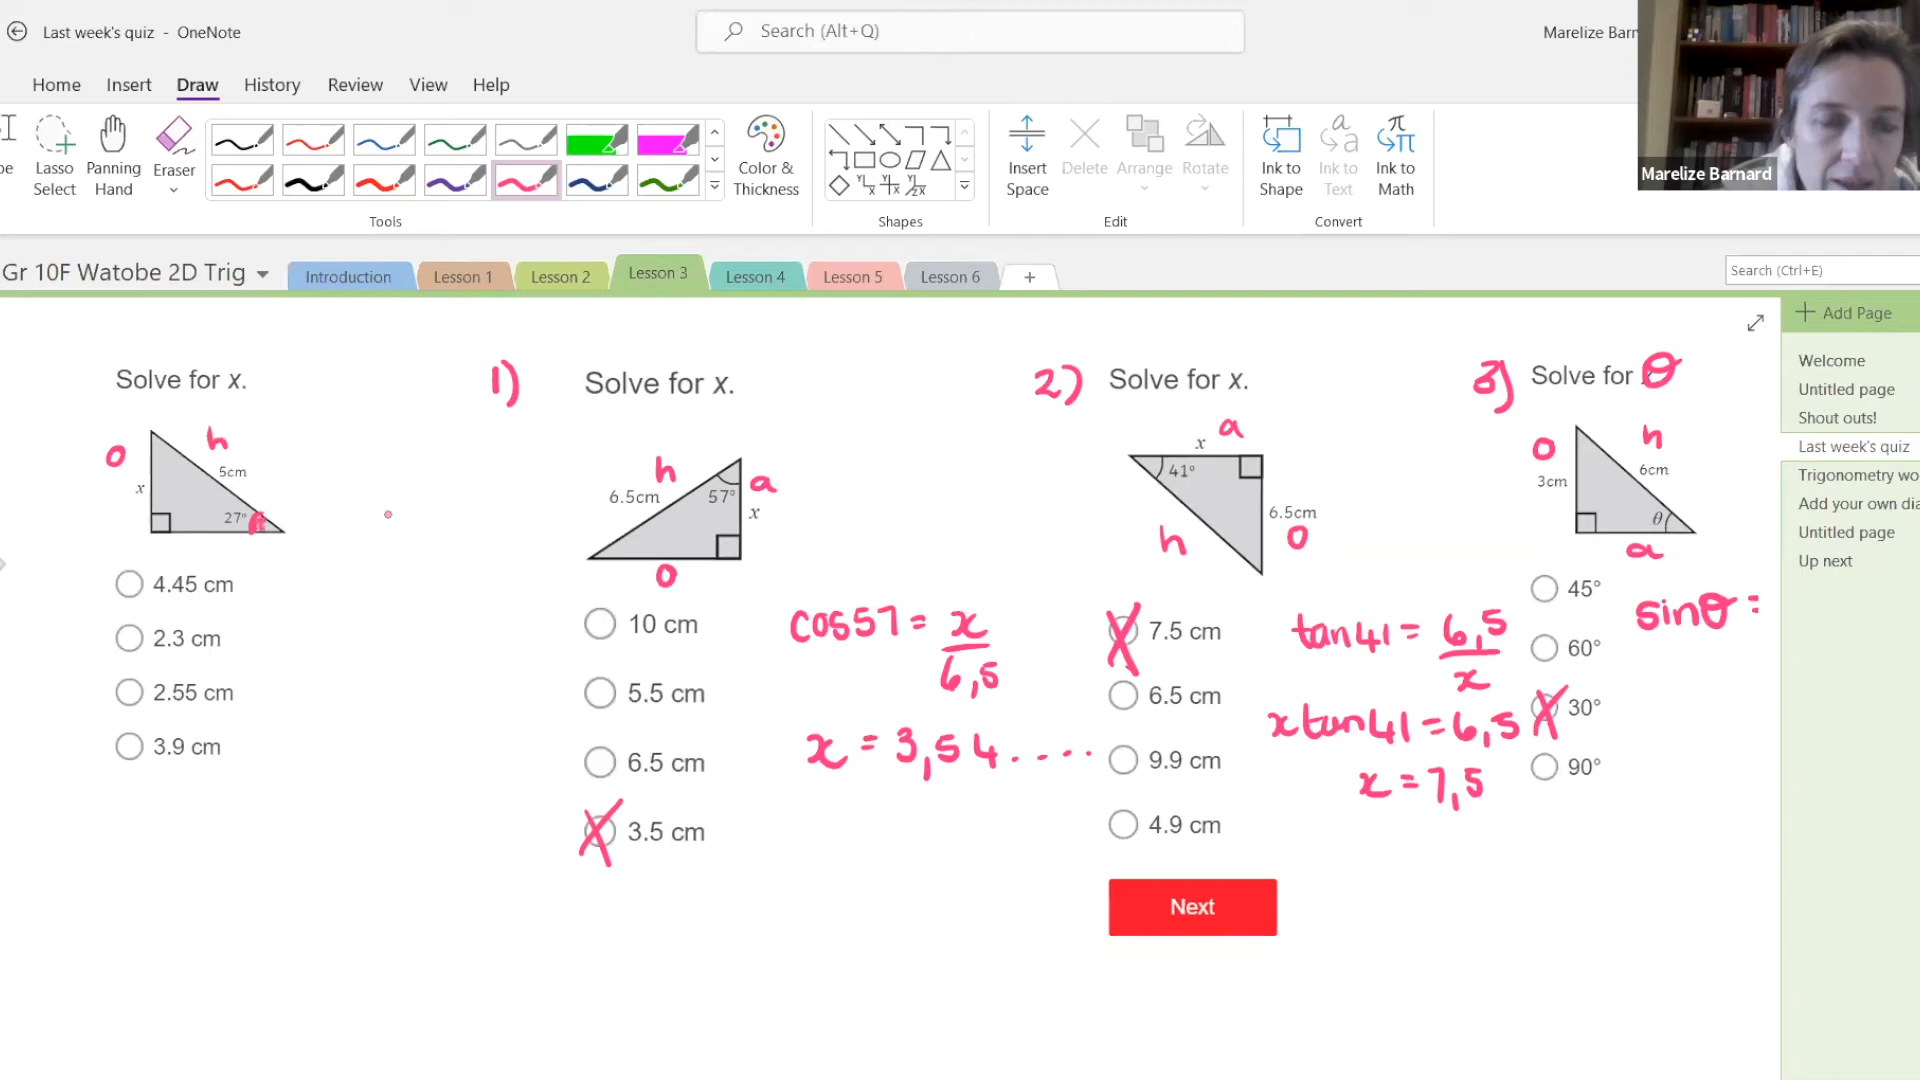 Last week's quiz - OneNote
Search (Alt+Q)
Marelize Barn
Home Insert Draw History Review View Help
Lasso Select
Panning Hand
Eraser
Color & Thickness
Insert Space
Delete
Arrange
Rotate
Ink to Shape
Ink to Text
Ink to Math
Tools
Shapes
Edit
Convert
Marelize Barnard
Gr 10F Watobe 2D Trig
Introduction
Lesson 1
Lesson 2
Lesson 3
Lesson 4
Lesson 5
Lesson 6
Search (Ctrl+E)
Add Page
Welcome
Untitled page
Shout outs!
Last week's quiz
Trigonometry wo
Add your own dia
Untitled page
Up next
Solve for x.
o
h
5cm
x
27°
4.45 cm
2.3 cm
2.55 cm
3.9 cm
1)
Solve for x.
h
6.5cm
57°
a
x
o
10 cm
5.5 cm
6.5 cm
3.5 cm
cos57 = x/6,5
x = 3,54....
2)
Solve for x.
a
x
41°
6.5cm
h
o
7.5 cm
6.5 cm
9.9 cm
4.9 cm
tan41 = 6,5/x
xtan41 = 6,5
x = 7,5
Next
3)
Solve for θ
o
h
3cm
6cm
θ
a
45°
60°
30°
90°
sinθ =